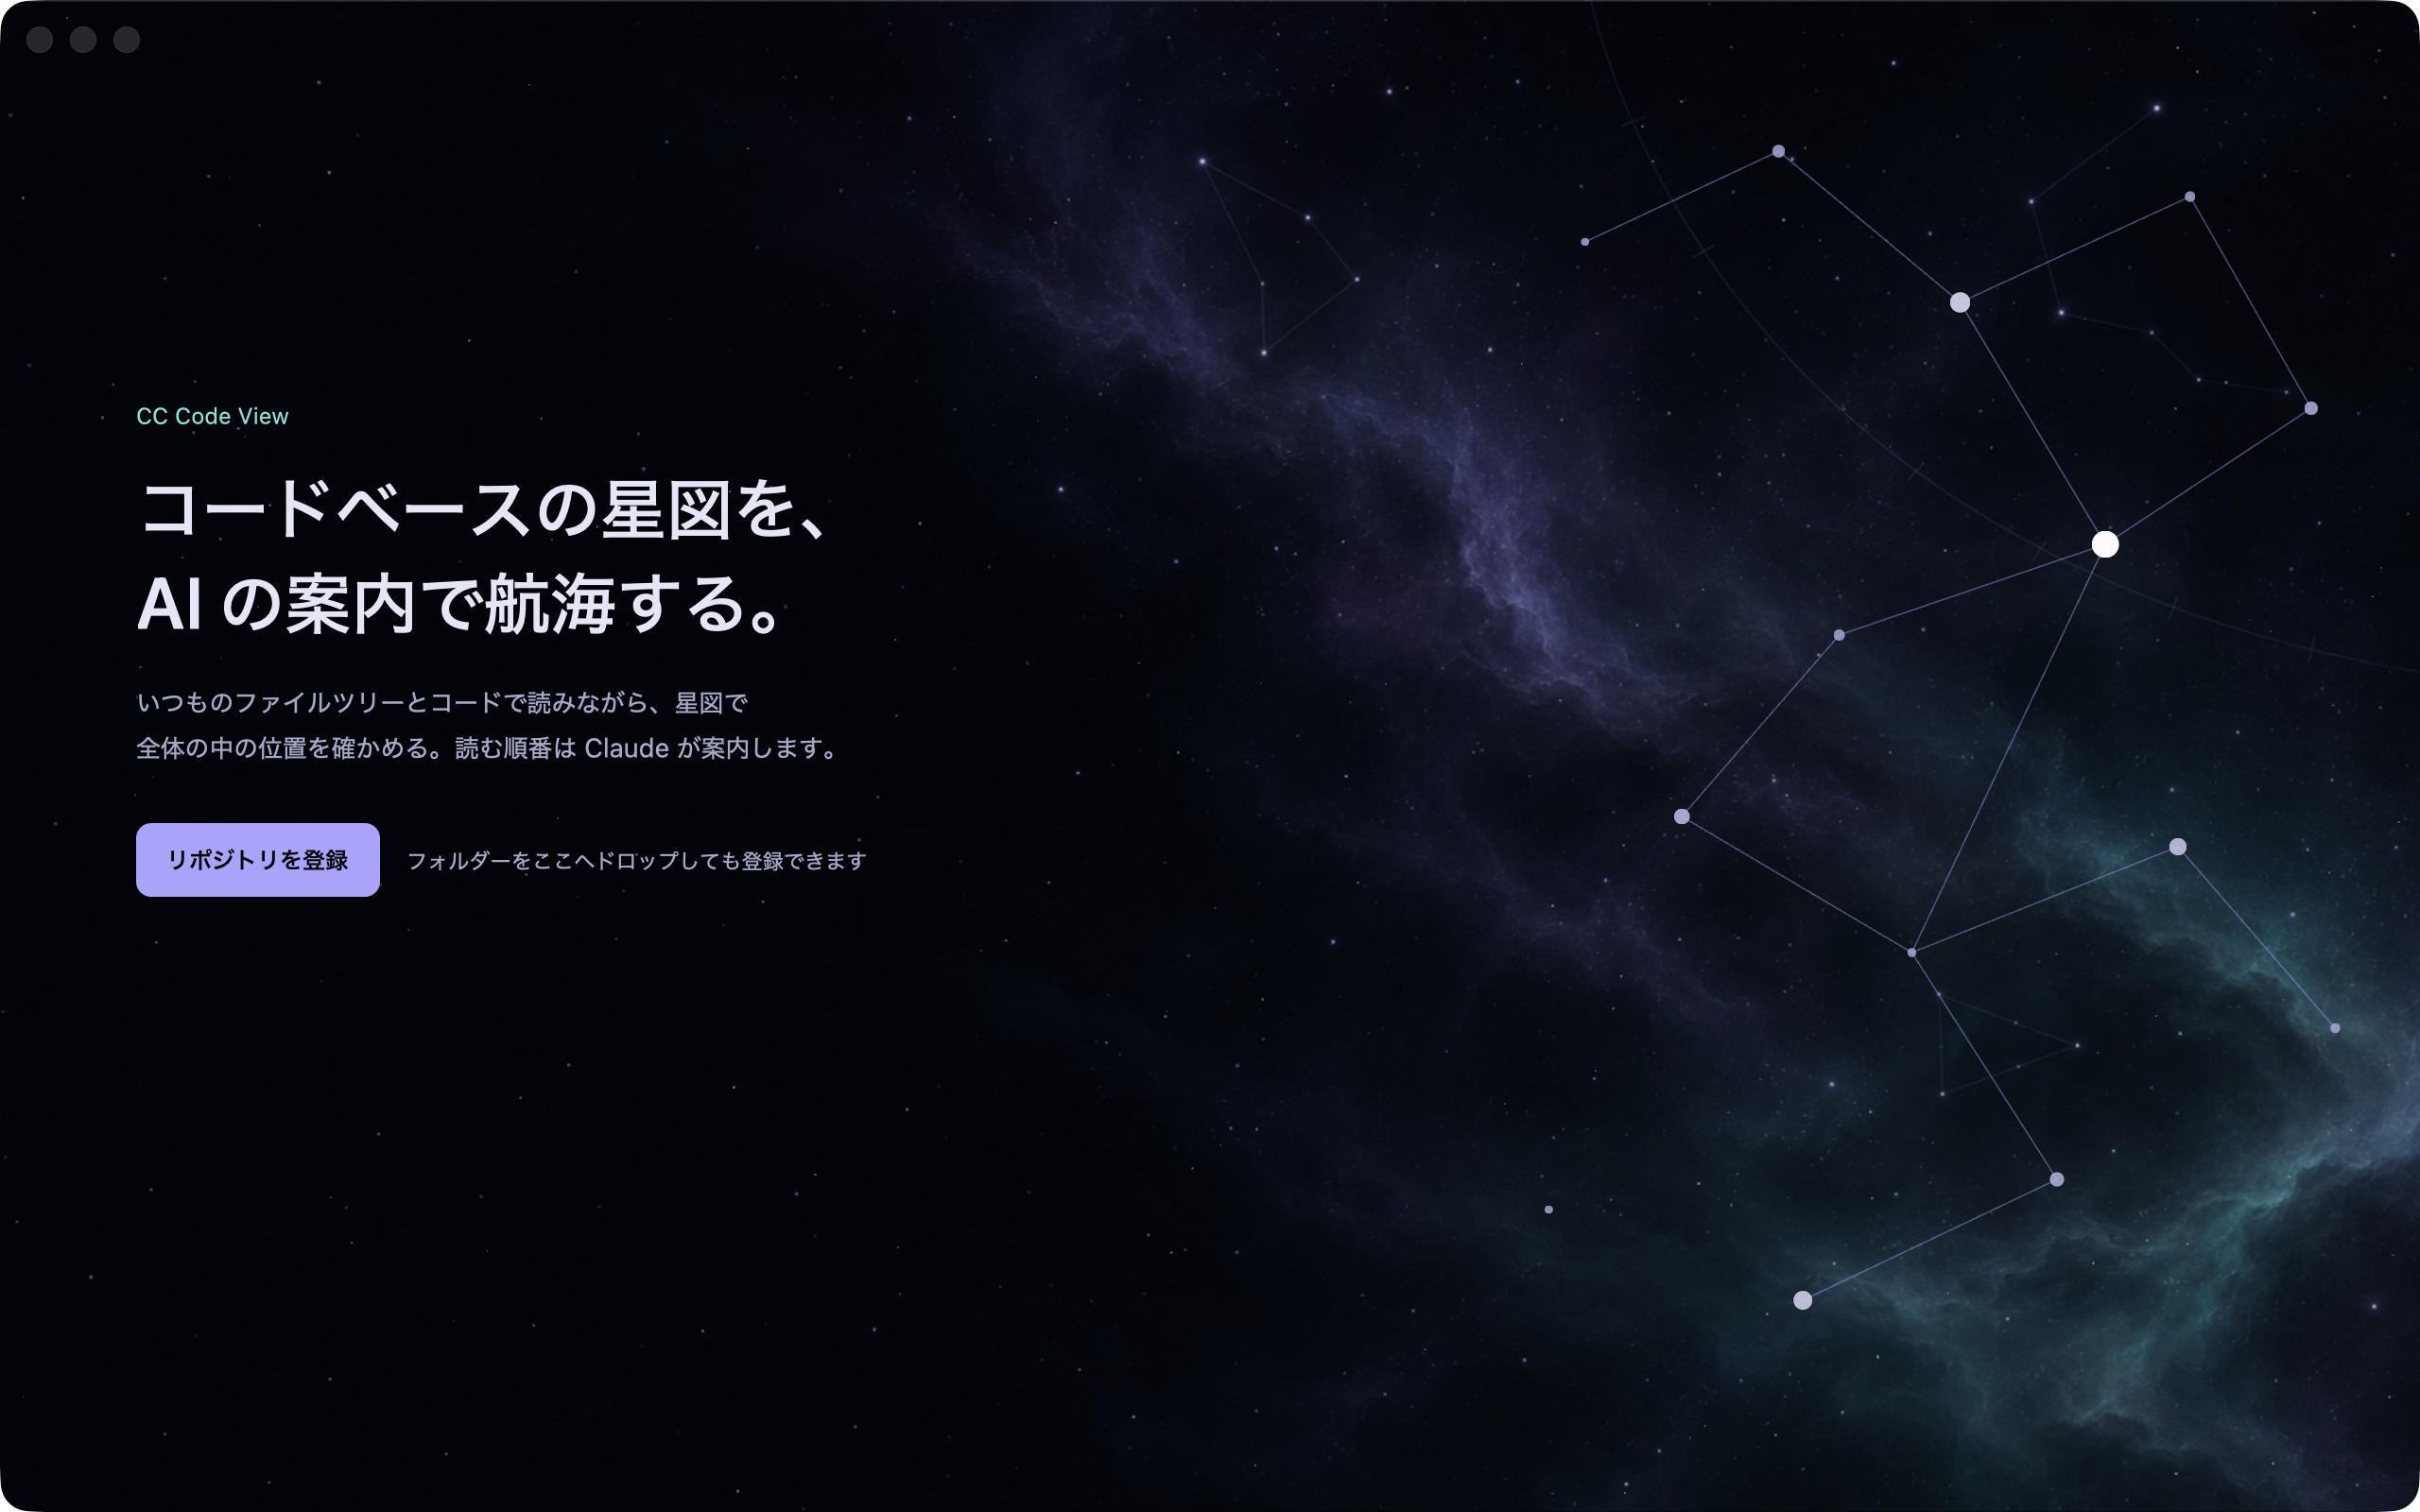 CC Code View
コードベースの星図を、
AI の案内で航海する。
いつものファイルツリーとコードで読みながら、星図で
全体の中の位置を確かめる。読む順番は Claude が案内します。
リポジトリを登録
フォルダーをここへドロップしても登録できます